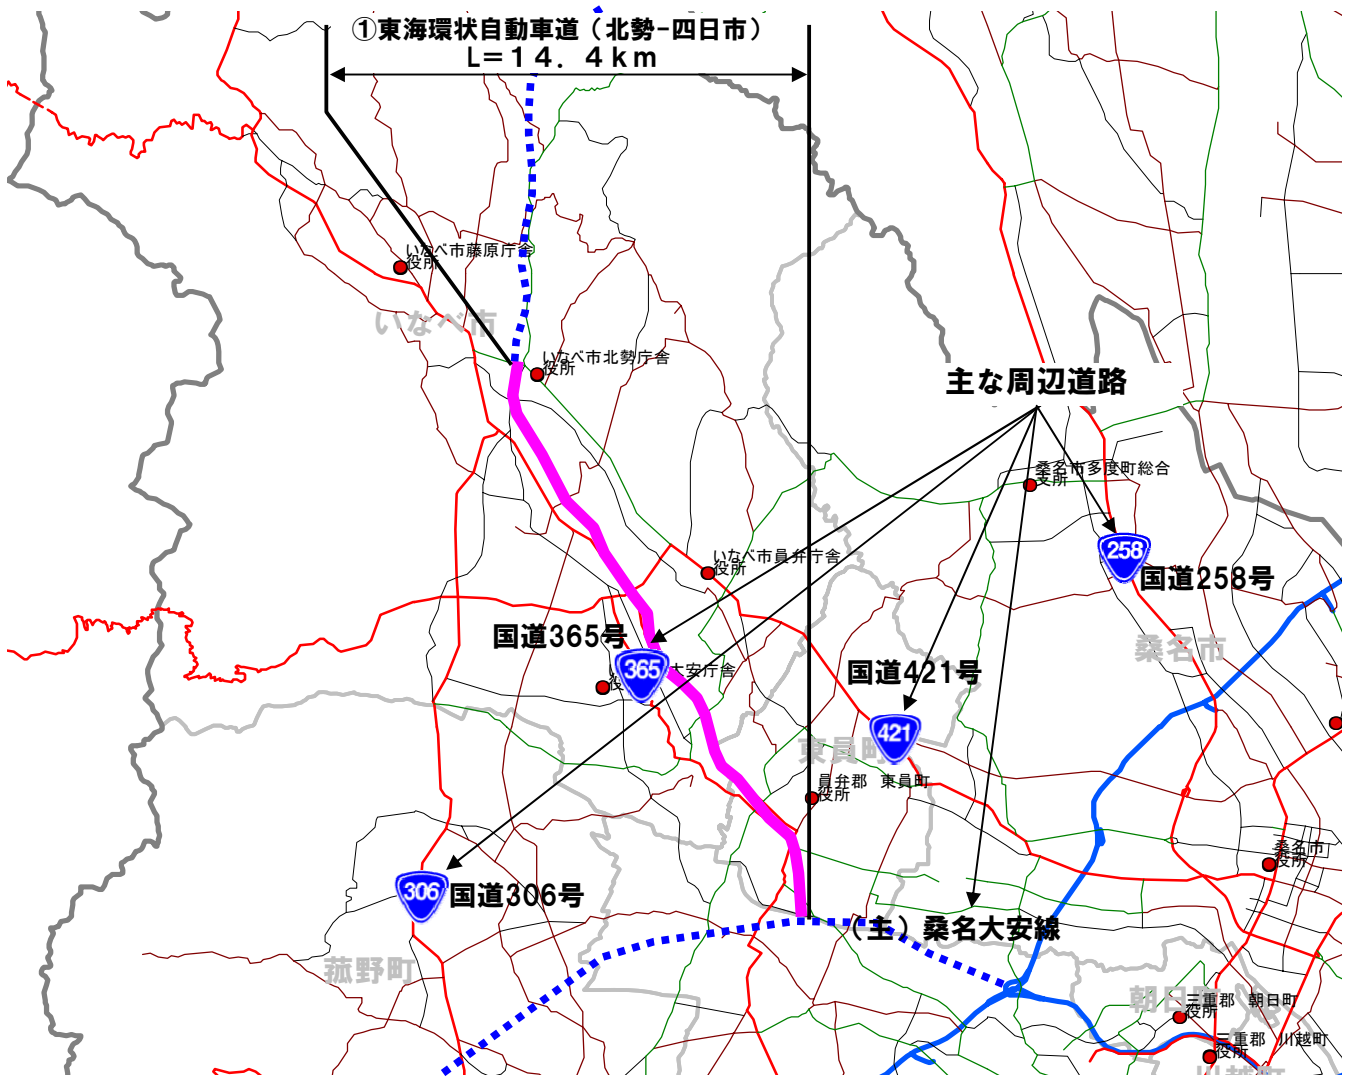 ①東海環状自動車道（北勢-四日市）
L=14．4km
いなべ市藤原庁舎
役所
いなべ市
いなべ市北勢庁舎
役所
主な周辺道路
桑名市多度町総合
支所
258
国道258号
いなべ市員弁庁舎
役所
国道365号
365
大安庁舎
役
桑名市
国道421号
421
東員町
員弁郡 東員町
役所
桑名市
役所
306
国道306号
（主）桑名大安線
菰野町
朝日町
三重郡 朝日町
役所
三重郡 川越町
役所
川越町